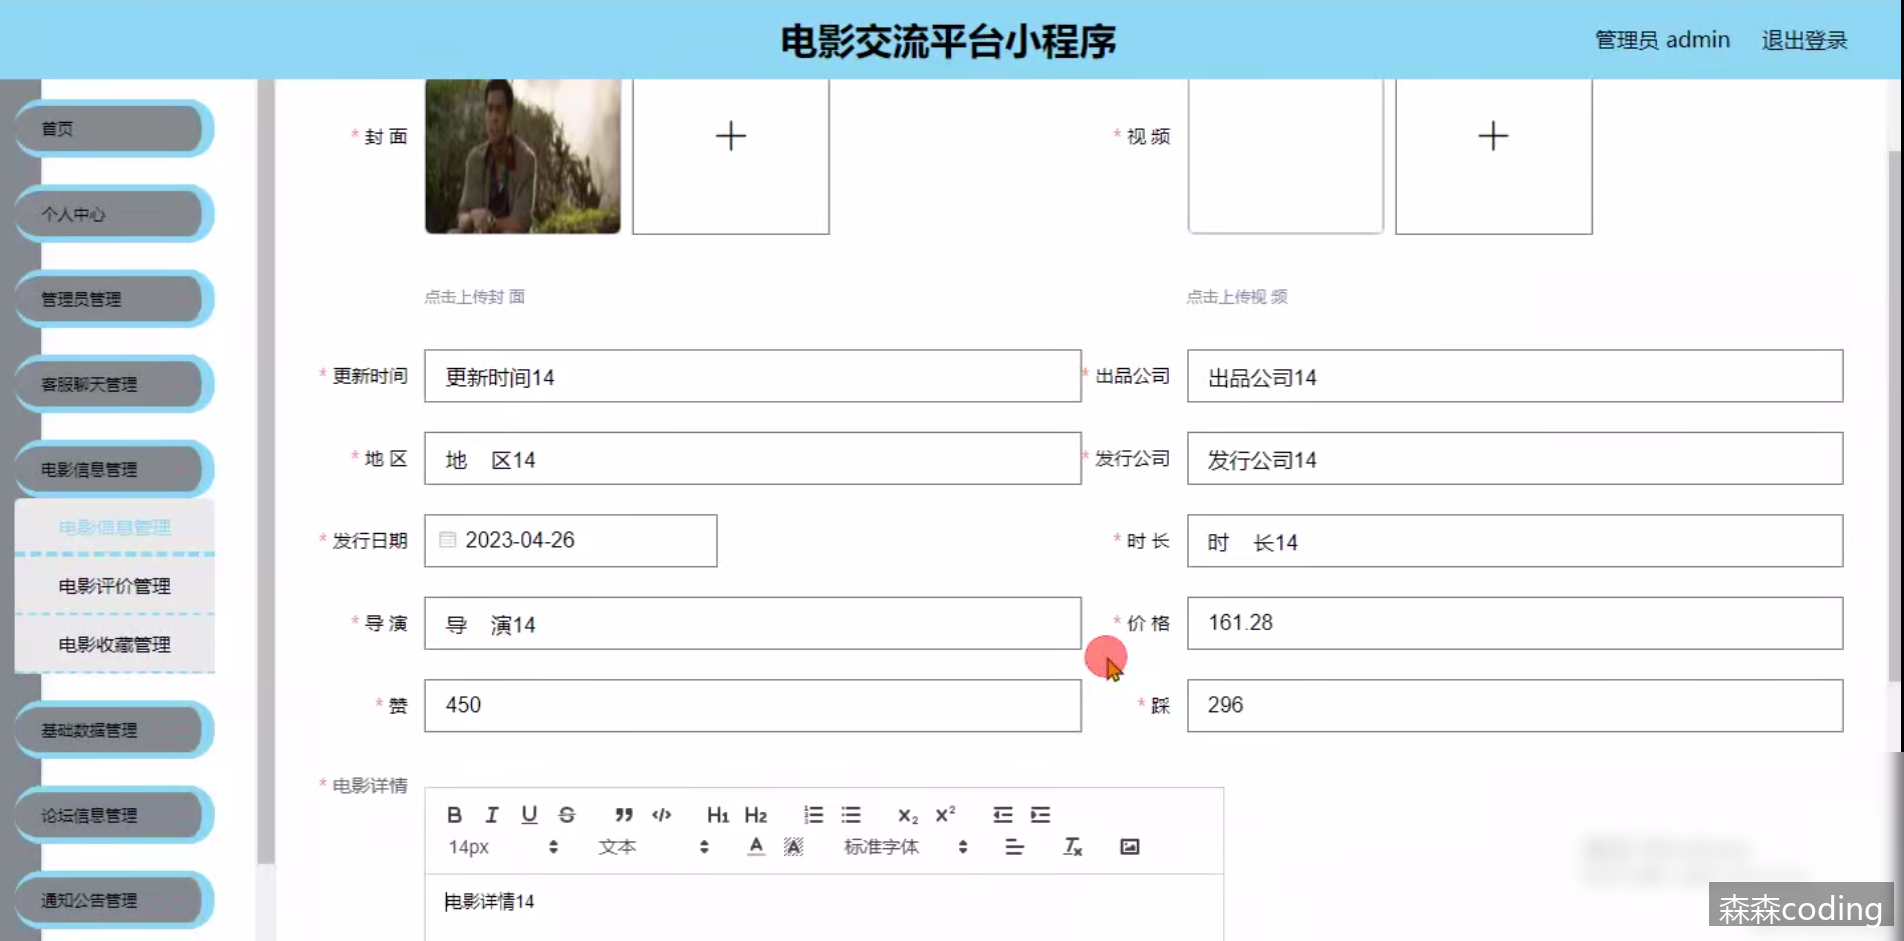 电影交流平台小程序
管理员 admin
退出登录
首页
个人中心
管理员管理
客服聊天管理
电影信息管理
电影信息管理
电影评价管理
电影收藏管理
基础数据管理
论坛信息管理
通知公告管理
* 封 面
* 视 频
点击上传封 面
点击上传视 频
* 更新时间 更新时间14
* 出品公司 出品公司14
* 地 区 地 区14
* 发行公司 发行公司14
* 发行日期 2023-04-26
* 时 长 时 长14
* 导 演 导 演14
* 价 格 161.28
* 赞 450
* 踩 296
* 电影详情
B I U S H1 H2 x2 x2
14px 文本 A A 标准字体 Tx
电影详情14
森森coding